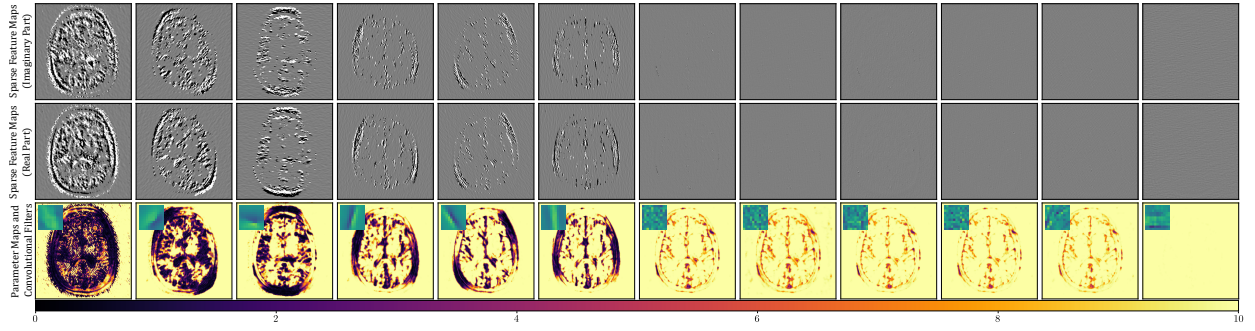 Sparse Feature Maps
(Imaginary Part)
Sparse Feature Maps
(Real Part)
Parameter Maps and
Convolutional Filters
0 2 4 6 8 10